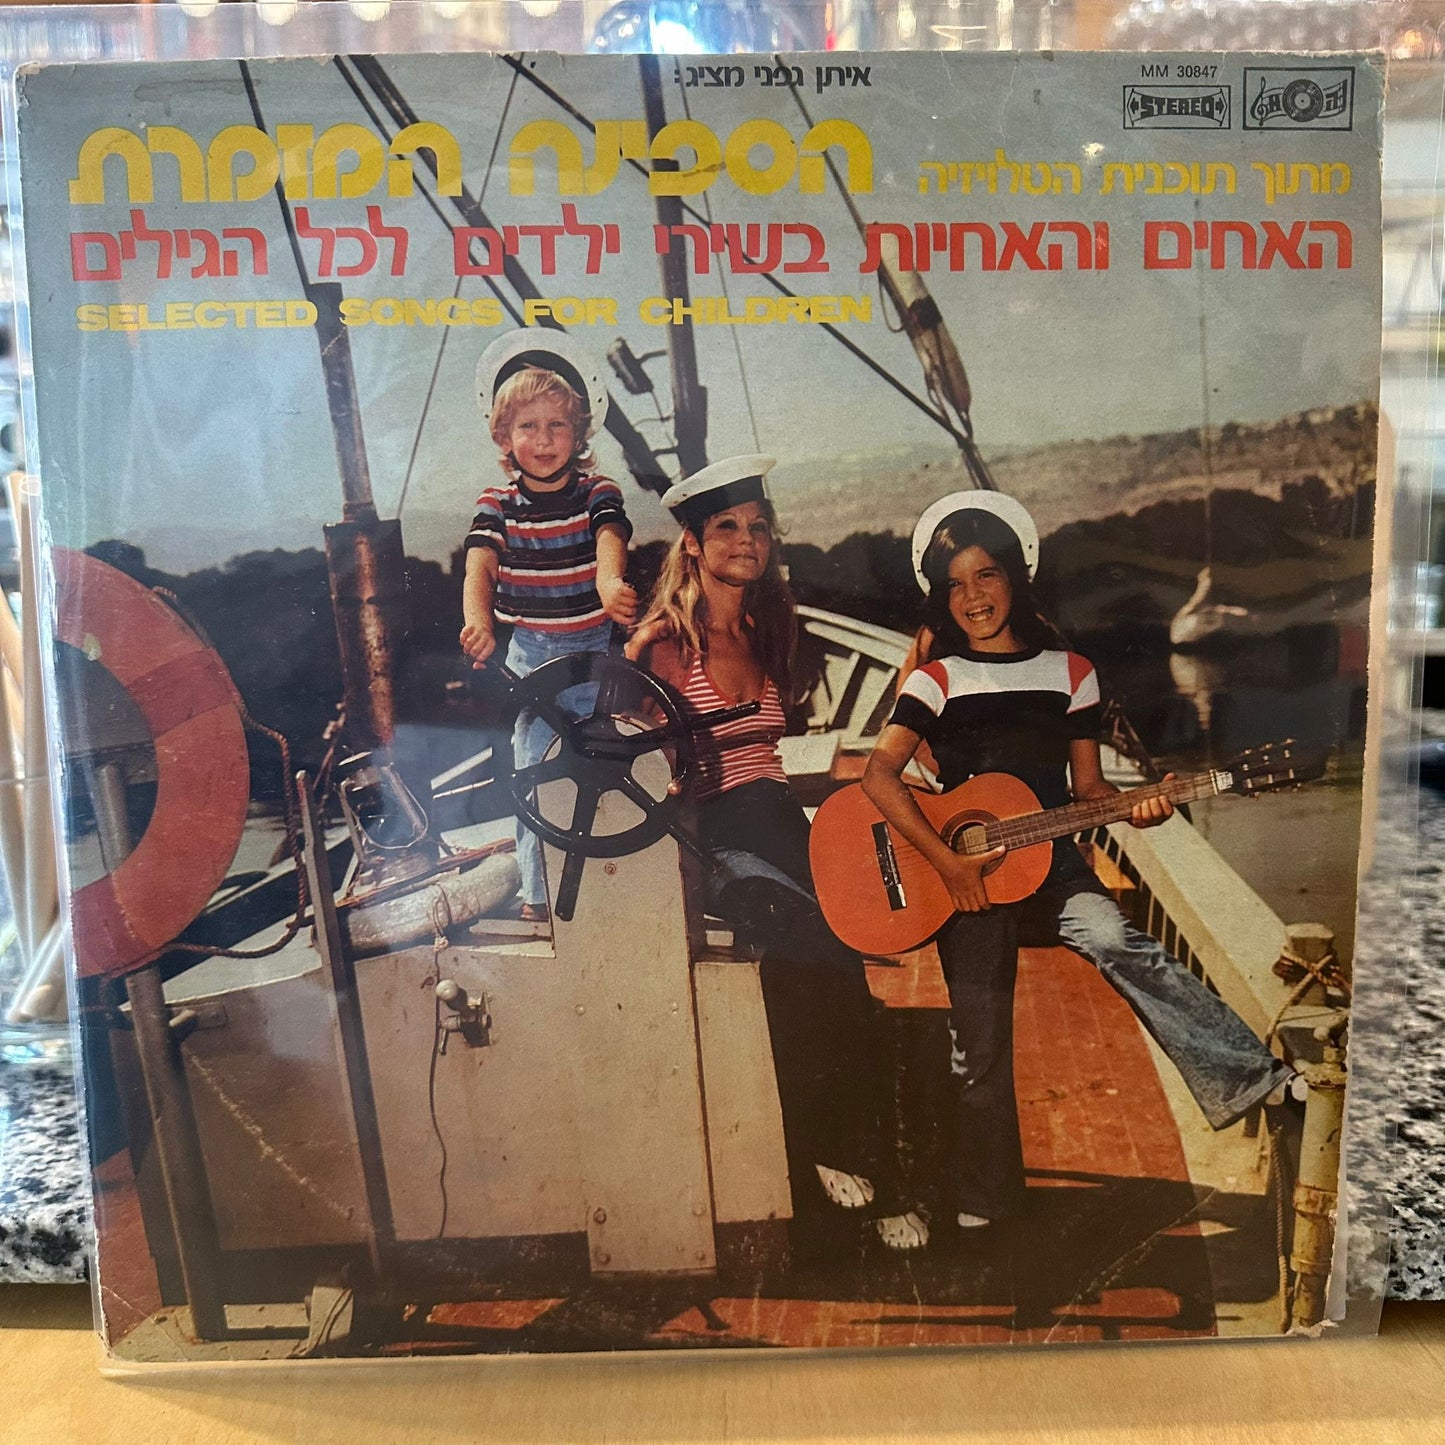 איתן גפני מציג:
MM 30847
STEREO
מתוך תוכנית הטלויזיה הספינה המזמרת
האחים והאחיות בשירי ילדים לכל הגילים
SELECTED SONGS FOR CHILDREN